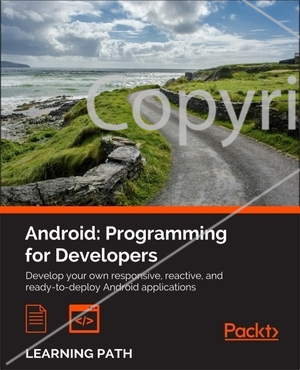 Copyri
Android: Programming
for Developers
Develop your own responsive, reactive, and
ready-to-deploy Android applications
</>
Packt>
LEARNING PATH